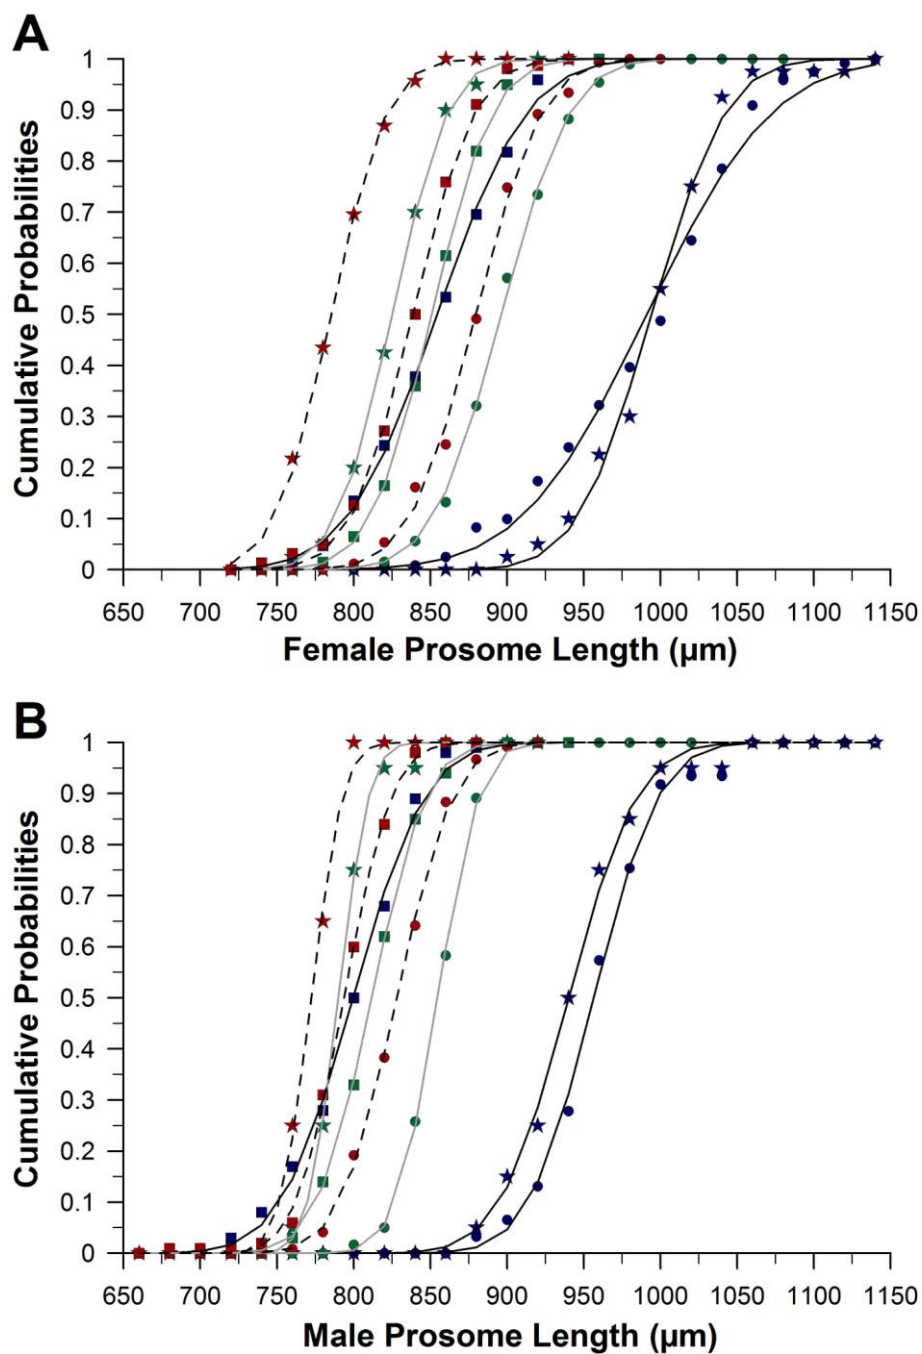 A
1
0.9
0.8
0.7
0.6
0.5
0.4
0.3
0.2
0.1
0
Cumulative Probabilities
650 700 750 800 850 900 950 1000 1050 1100 1150
Female Prosome Length (µm)
B
1
0.9
0.8
0.7
0.6
0.5
0.4
0.3
0.2
0.1
0
Cumulative Probabilities
650 700 750 800 850 900 950 1000 1050 1100 1150
Male Prosome Length (µm)